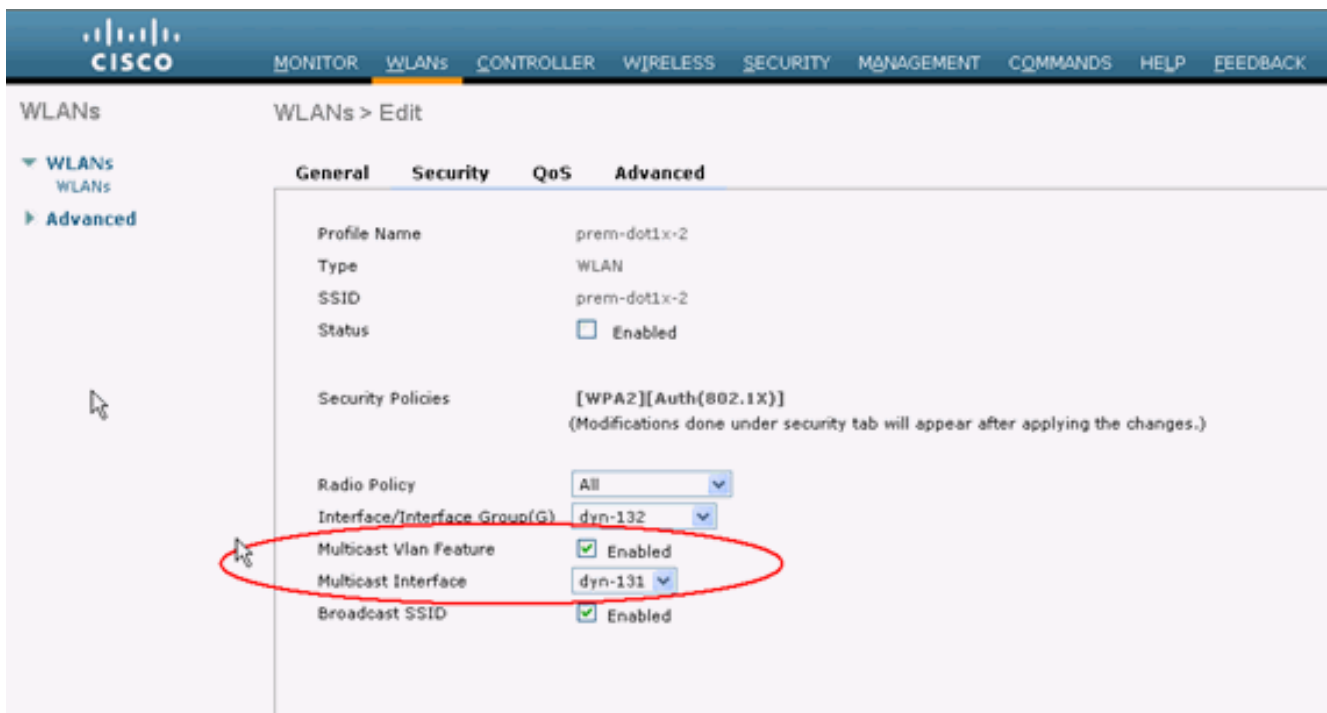 CISCO
MONITOR WLANs CONTROLLER WIRELESS SECURITY MANAGEMENT COMMANDS HELP FEEDBACK
WLANs
WLANs
WLANs
Advanced
WLANs > Edit
General Security QoS Advanced
Profile Name prem-dot1x-2
Type WLAN
SSID prem-dot1x-2
Status Enabled
Security Policies [WPA2][Auth(802.1X)]
(Modifications done under security tab will appear after applying the changes.)
Radio Policy All
Interface/Interface Group(G) dyn-132
Multicast Vlan Feature Enabled
Multicast Interface dyn-131
Broadcast SSID Enabled